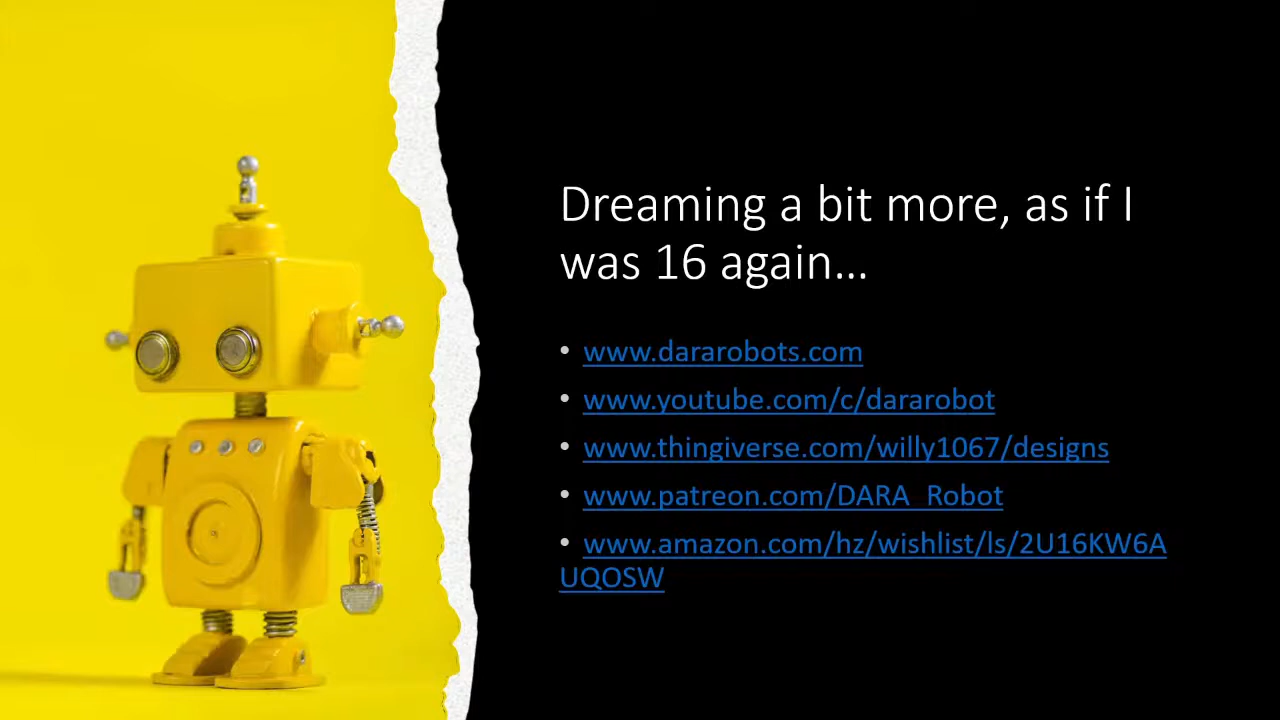 Dreaming a bit more, as if I
was 16 again…
• www.dararobots.com
• www.youtube.com/c/dararobot
• www.thingiverse.com/willy1067/designs
• www.patreon.com/DARA_Robot
• www.amazon.com/hz/wishlist/ls/2U16KW6A
UQOSW